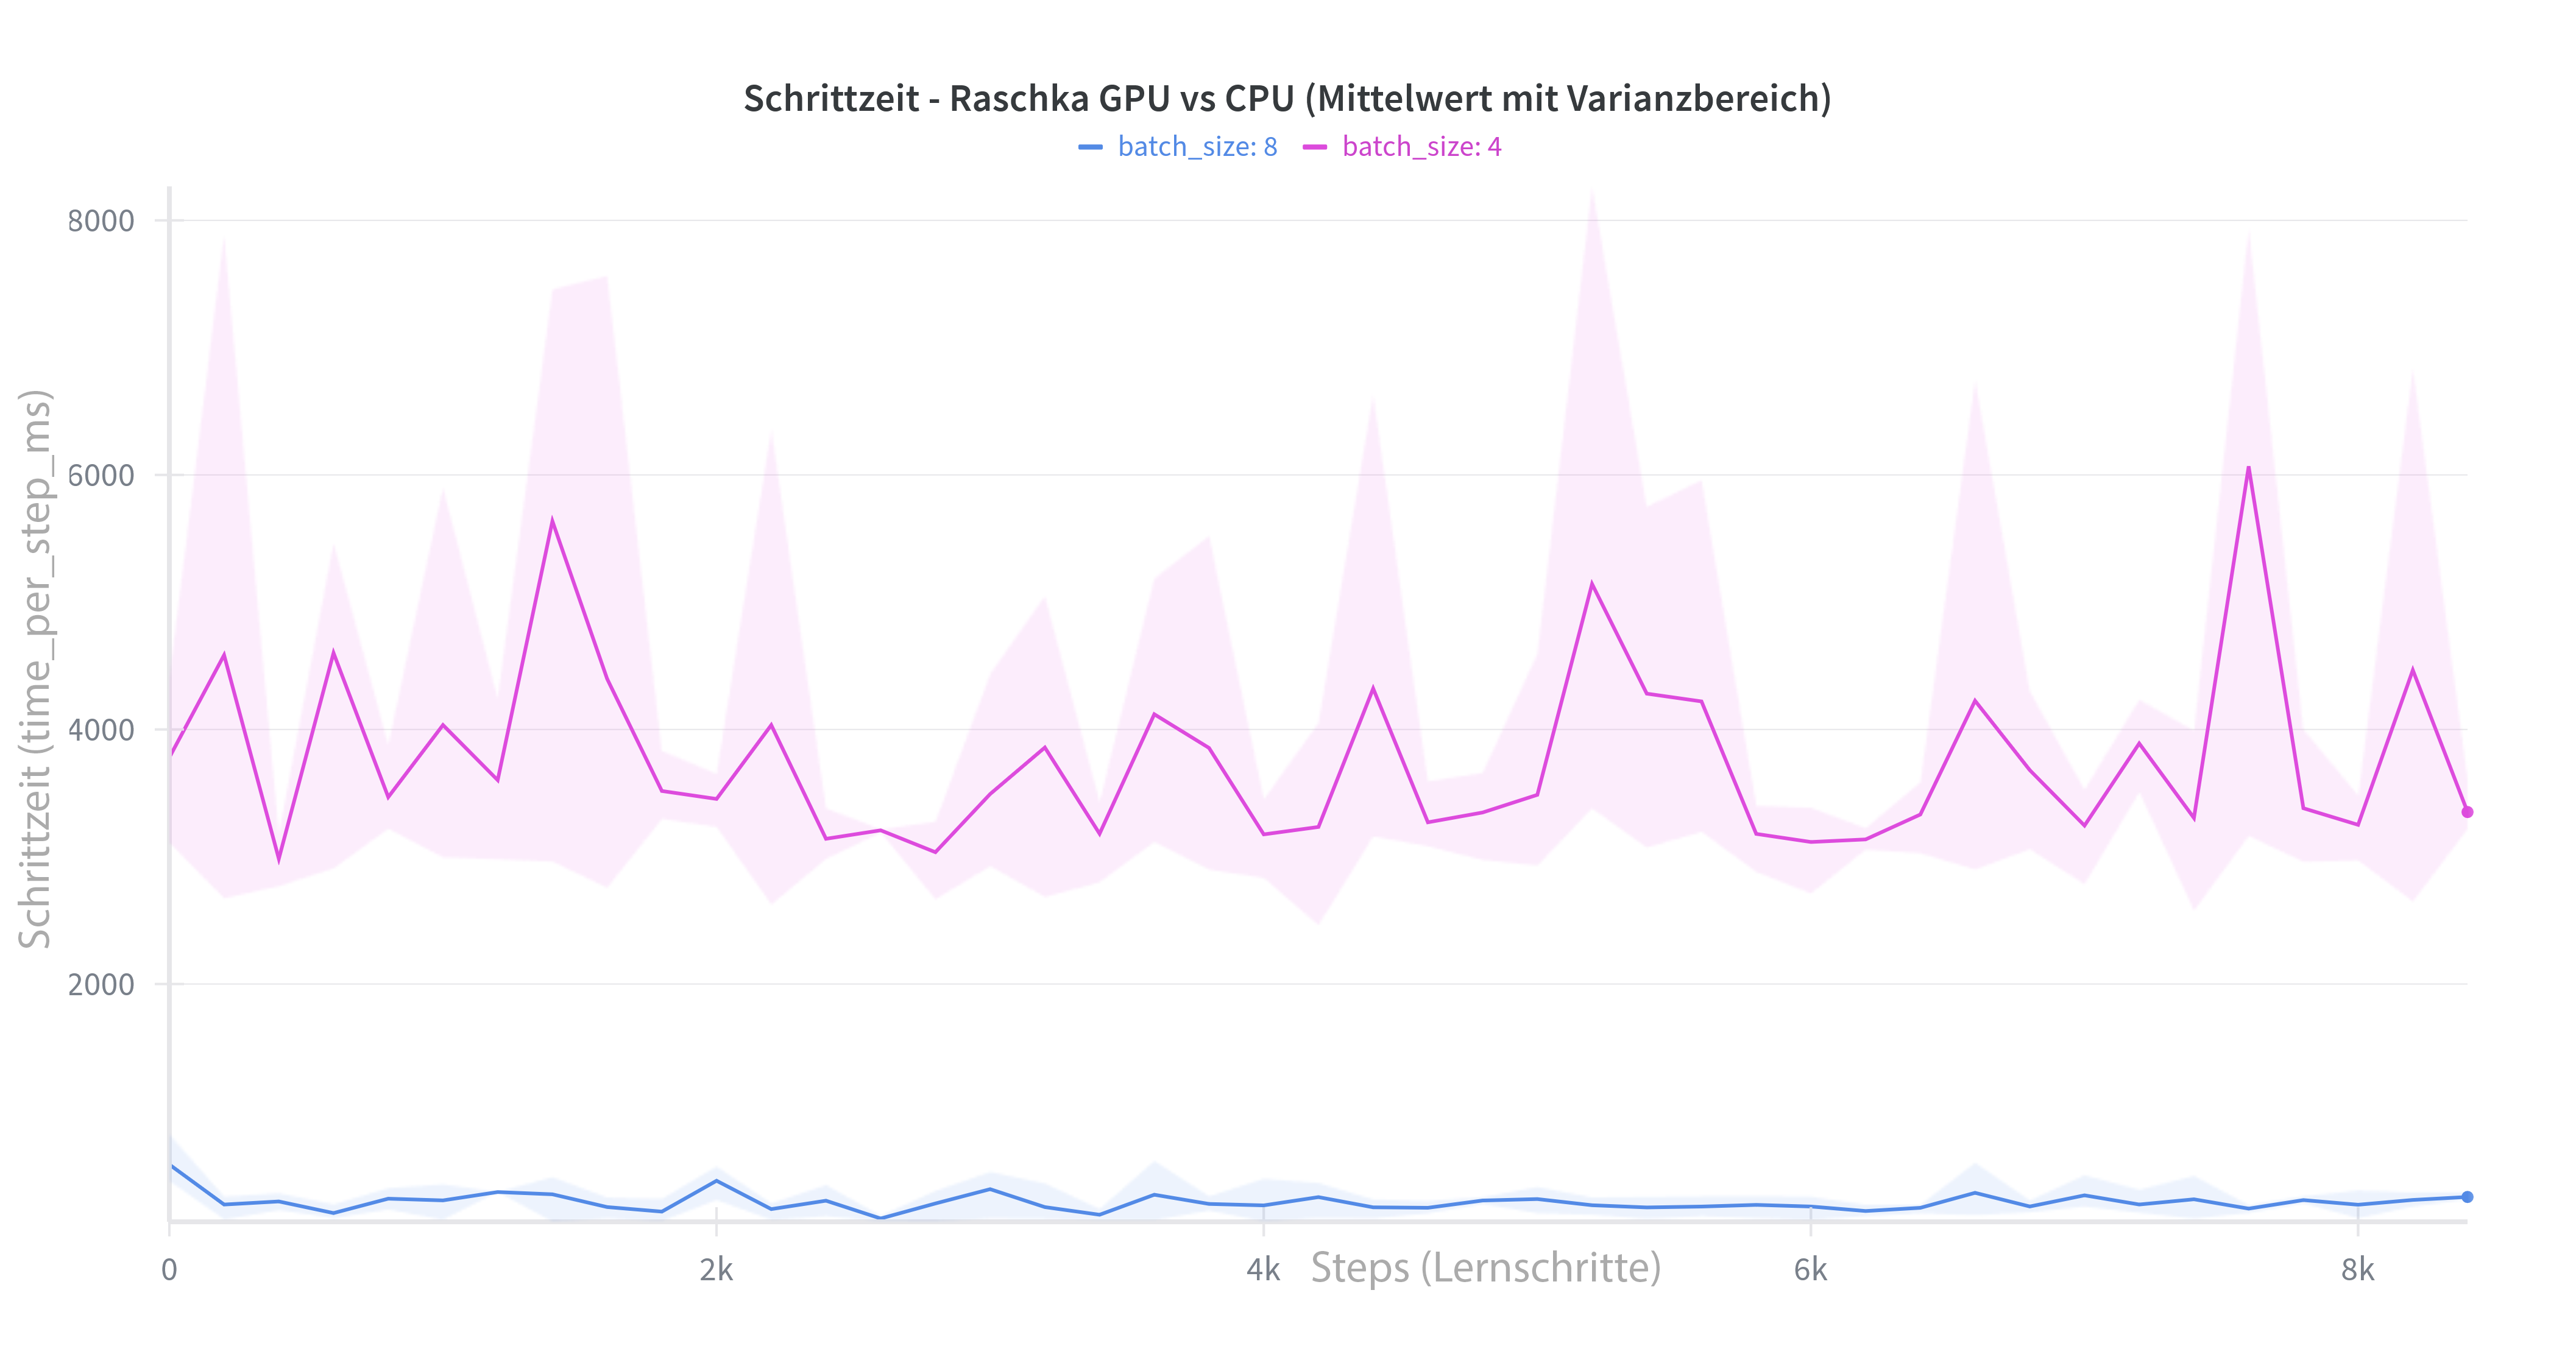 Schrittzeit - Raschka GPU vs CPU (Mittelwert mit Varianzbereich)
batch_size: 8 batch_size: 4
Schrittzeit (time_per_step_ms)
8000
6000
4000
2000
0 2k 4k 6k 8k
Steps (Lernschritte)